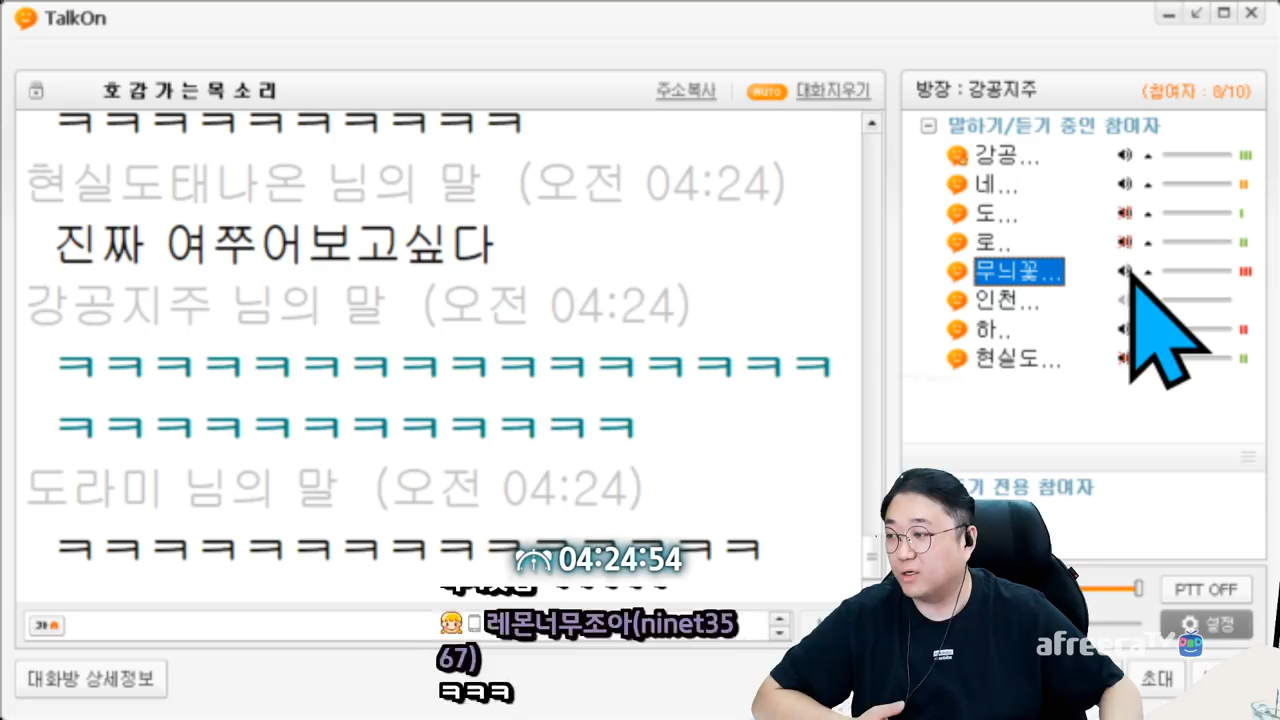 TalkOn
호감가는목소리
주소복사
AUTO
대화지우기
ㅋㅋㅋㅋㅋㅋㅋㅋㅋㅋ
현실도태나온 님의 말 (오전 04:24)
진짜 여쭈어보고싶다
강공지주 님의 말 (오전 04:24)
ㅋㅋㅋㅋㅋㅋㅋㅋㅋㅋㅋㅋㅋㅋㅋㅋ
ㅋㅋㅋㅋㅋㅋㅋㅋㅋㅋㅋㅋ
도라미 님의 말 (오전 04:24)
ㅋㅋㅋㅋㅋㅋㅋㅋㅋㅋㅋㅋㅋㅋㅋ
04:24:54
레몬너무조아(ninet35
67)
ㅋㅋㅋ
가
대화방 상세정보
방장 : 강공지주
(참여자 : 8/10)
말하기/듣기 중인 참여자
강공...
네...
도...
로..
무늬꽃...
인천...
하..
현실도...
기 전용 참여자
PTT OFF
설정
afreecaTV
초대